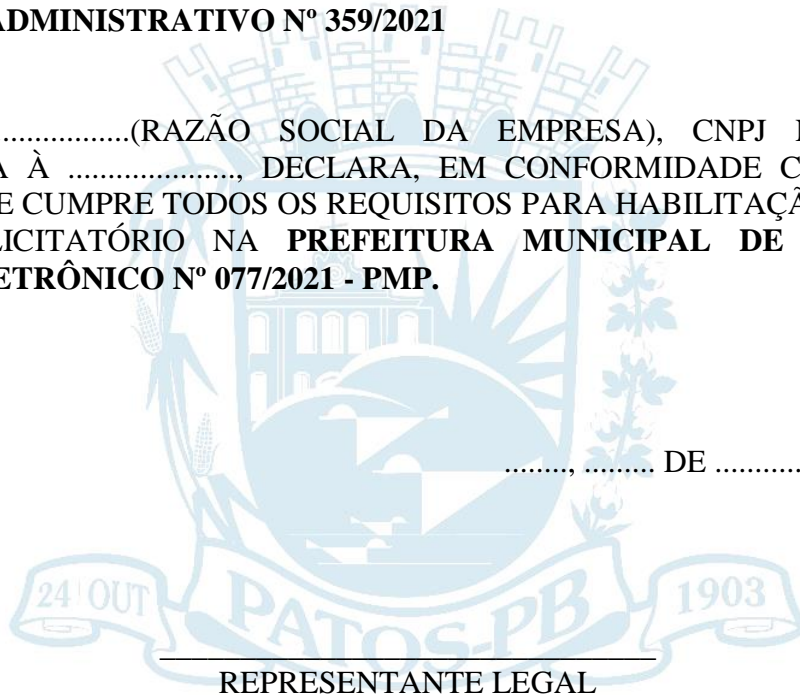 ADMINISTRATIVO Nº 359/2021
................(RAZÃO SOCIAL DA EMPRESA), CNPJ
A À ...................., DECLARA, EM CONFORMIDADE C
E CUMPRE TODOS OS REQUISITOS PARA HABILITAÇÃ
LICITATÓRIO NA PREFEITURA MUNICIPAL DE
ETRÔNICO Nº 077/2021 - PMP.
........, ......... DE ...........
24 OUT
PATOS-PB
1903
_______________________________
REPRESENTANTE LEGAL